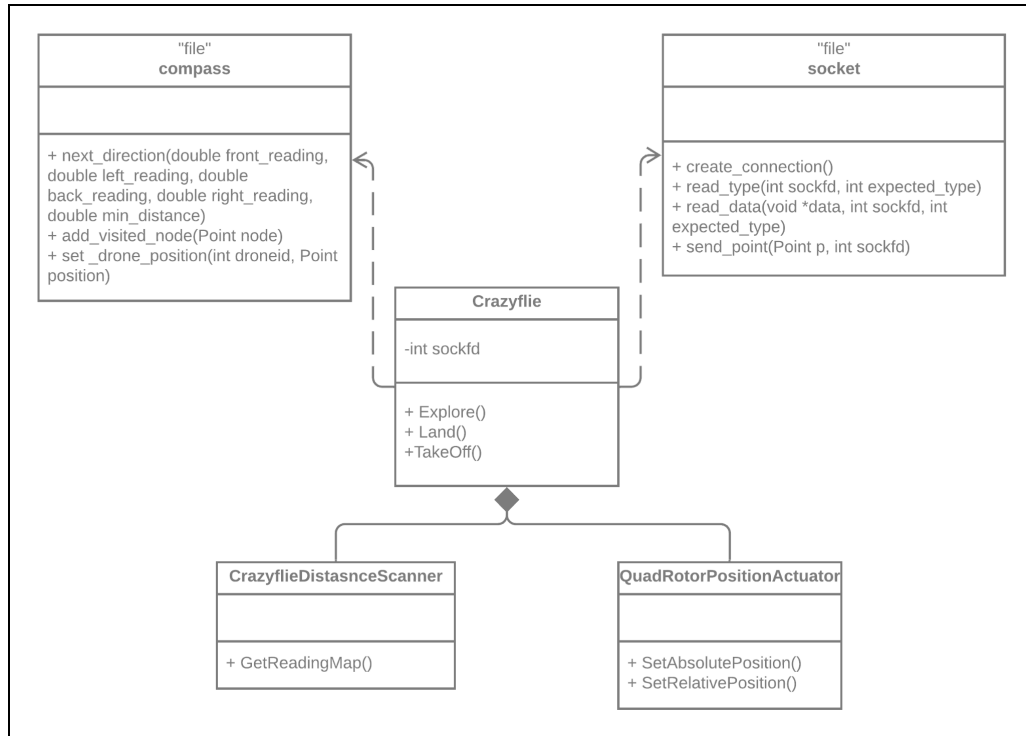 "file"
compass
+ next_direction(double front_reading,
double left_reading, double
back_reading, double right_reading,
double min_distance)
+ add_visited_node(Point node)
+ set _drone_position(int droneid, Point
position)
"file"
socket
+ create_connection()
+ read_type(int sockfd, int expected_type)
+ read_data(void *data, int sockfd, int
expected_type)
+ send_point(Point p, int sockfd)
Crazyflie
-int sockfd
+ Explore()
+ Land()
+TakeOff()
CrazyflieDistasnceScanner
+ GetReadingMap()
QuadRotorPositionActuator
+ SetAbsolutePosition()
+ SetRelativePosition()